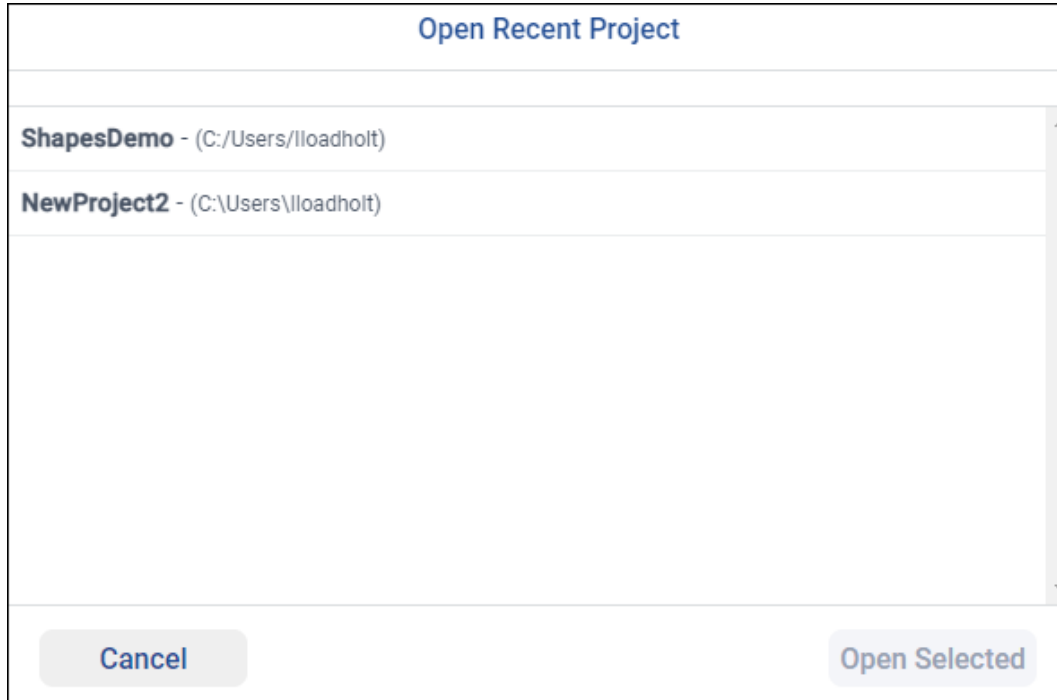 Open Recent Project
ShapesDemo - (C:/Users/lloadholt)
NewProject2 - (C:\Users\lloadholt)
Cancel
Open Selected